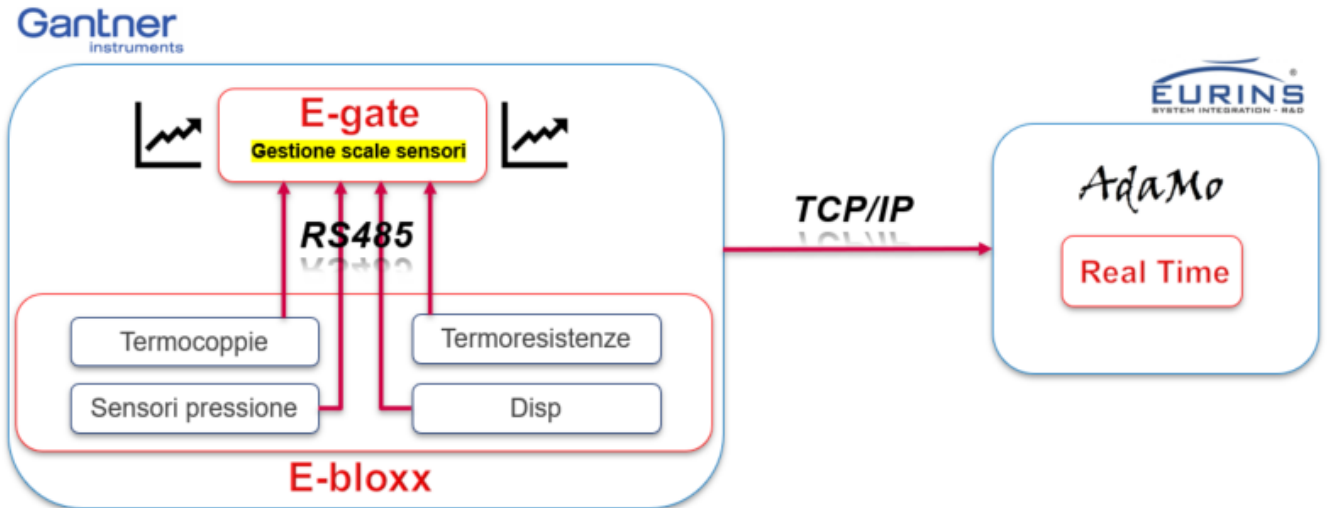 Gantner
instruments
E-gate
Gestione scale sensori
RS485
Termocoppie
Termoresistenze
Sensori pressione
Disp
E-bloxx
TCP/IP
EURINS
SYSTEM INTEGRATION - R&D
®
AdaMo
Real Time